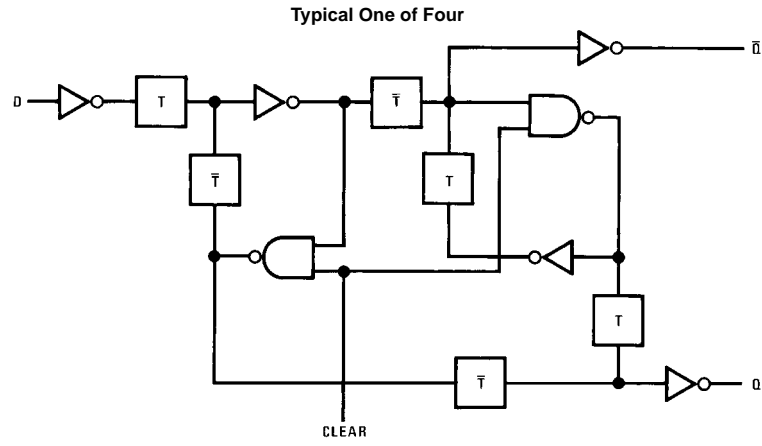 Typical One of Four
Q̅
D
T
T̅
T̅
T
T
T̅
Q
CLEAR